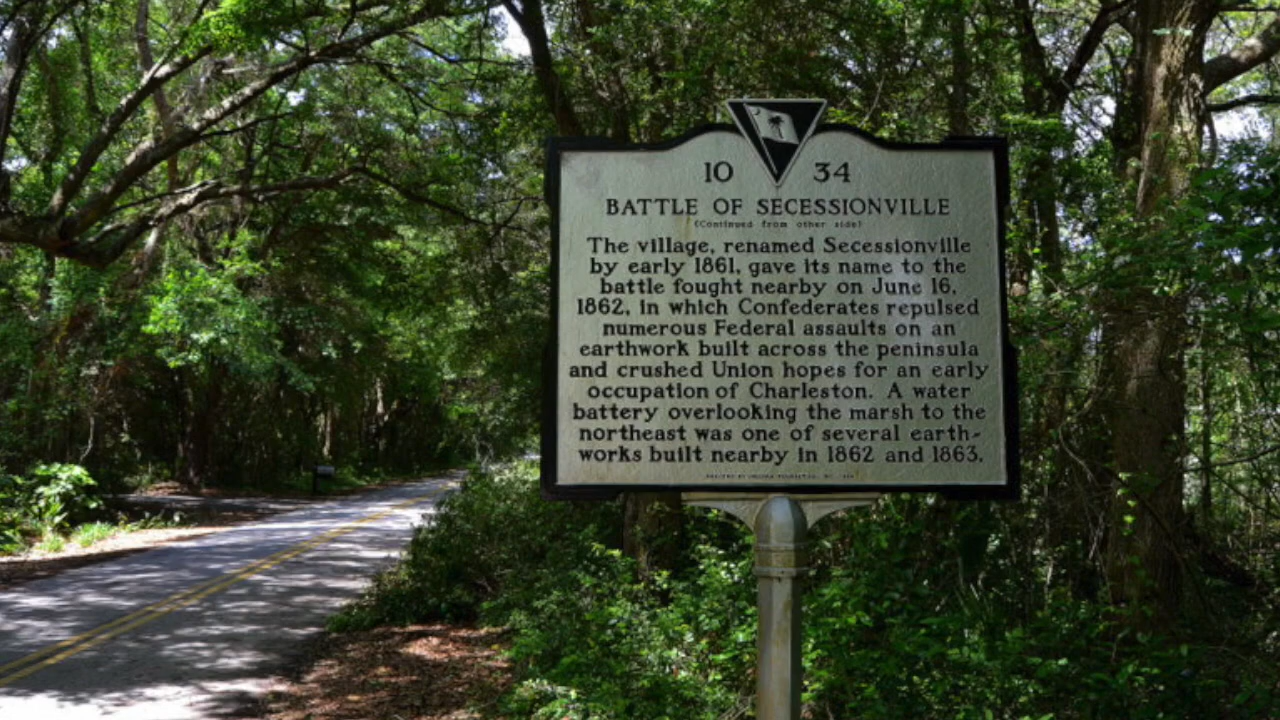 10 34
BATTLE OF SECESSIONVILLE
(Continued from other side)
The village, renamed Secessionville
by early 1861, gave its name to the
battle fought nearby on June 16,
1862, in which Confederates repulsed
numerous Federal assaults on an
earthwork built across the peninsula
and crushed Union hopes for an early
occupation of Charleston. A water
battery overlooking the marsh to the
northeast was one of several earth-
works built nearby in 1862 and 1863.